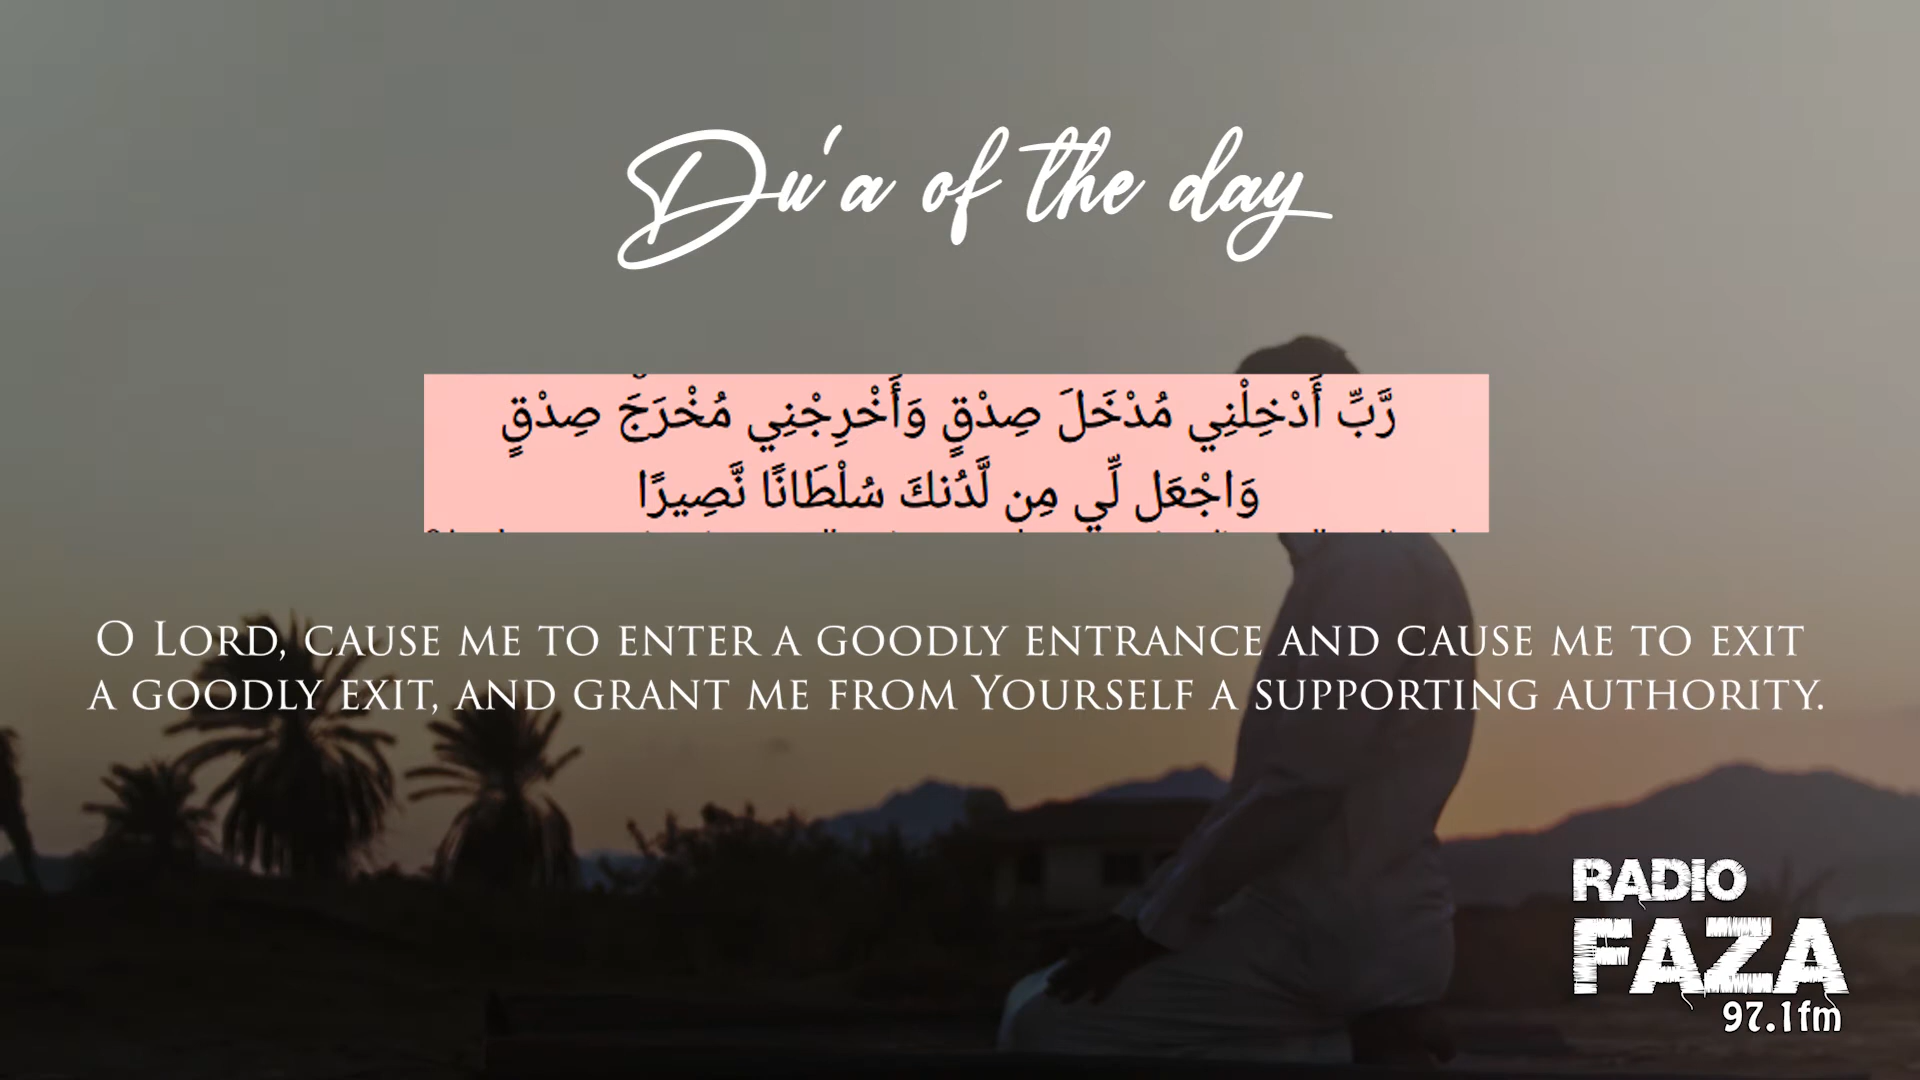 Du'a of the day
رَّبِّ أَدْخِلْنِي مُدْخَلَ صِدْقٍ وَأَخْرِجْنِي مُخْرَجَ صِدْقٍ
وَاجْعَل لِّي مِن لَّدُنكَ سُلْطَانًا نَّصِيرًا
O Lord, cause me to enter a goodly entrance and cause me to exit
a goodly exit, and grant me from Yourself a supporting authority.
RADIO
FAZA
97.1fm